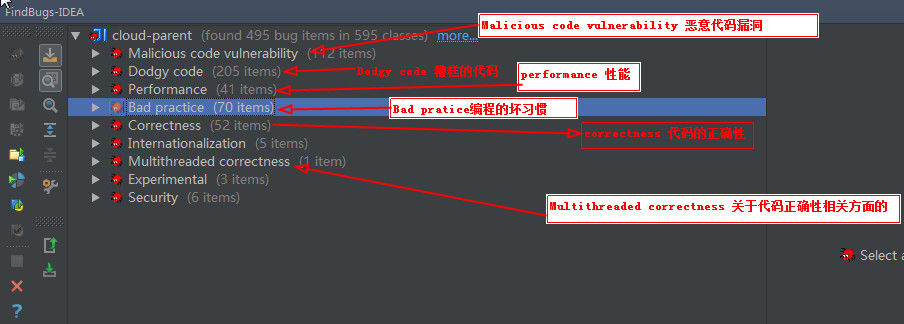 FindBugs-IDEA
cloud-parent (found 495 bug items in 595 classes) more...
Malicious code vulnerability 恶意代码漏洞
Malicious code vulnerability (112 items)
Dodgy code (205 items)
Dodgy code 糟糕的代码
performance 性能
Performance (41 items)
Bad practice (70 items)
Bad pratice编程的坏习惯
Correctness (52 items)
correctness 代码的正确性
Internationalization (5 items)
Multithreaded correctness (1 item)
Experimental (3 items)
Security (6 items)
Multithreaded correctness 关于代码正确性相关方面的
Select a